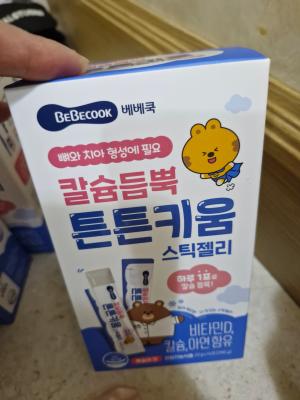 BEBECOOK 베베쿡
뼈와 치아 형성에 필요
칼슘듬뿍
튼튼키움
스틱젤리
하루 1포로
칼슘 듬뿍!
비타민D,
칼슘, 아연 함유